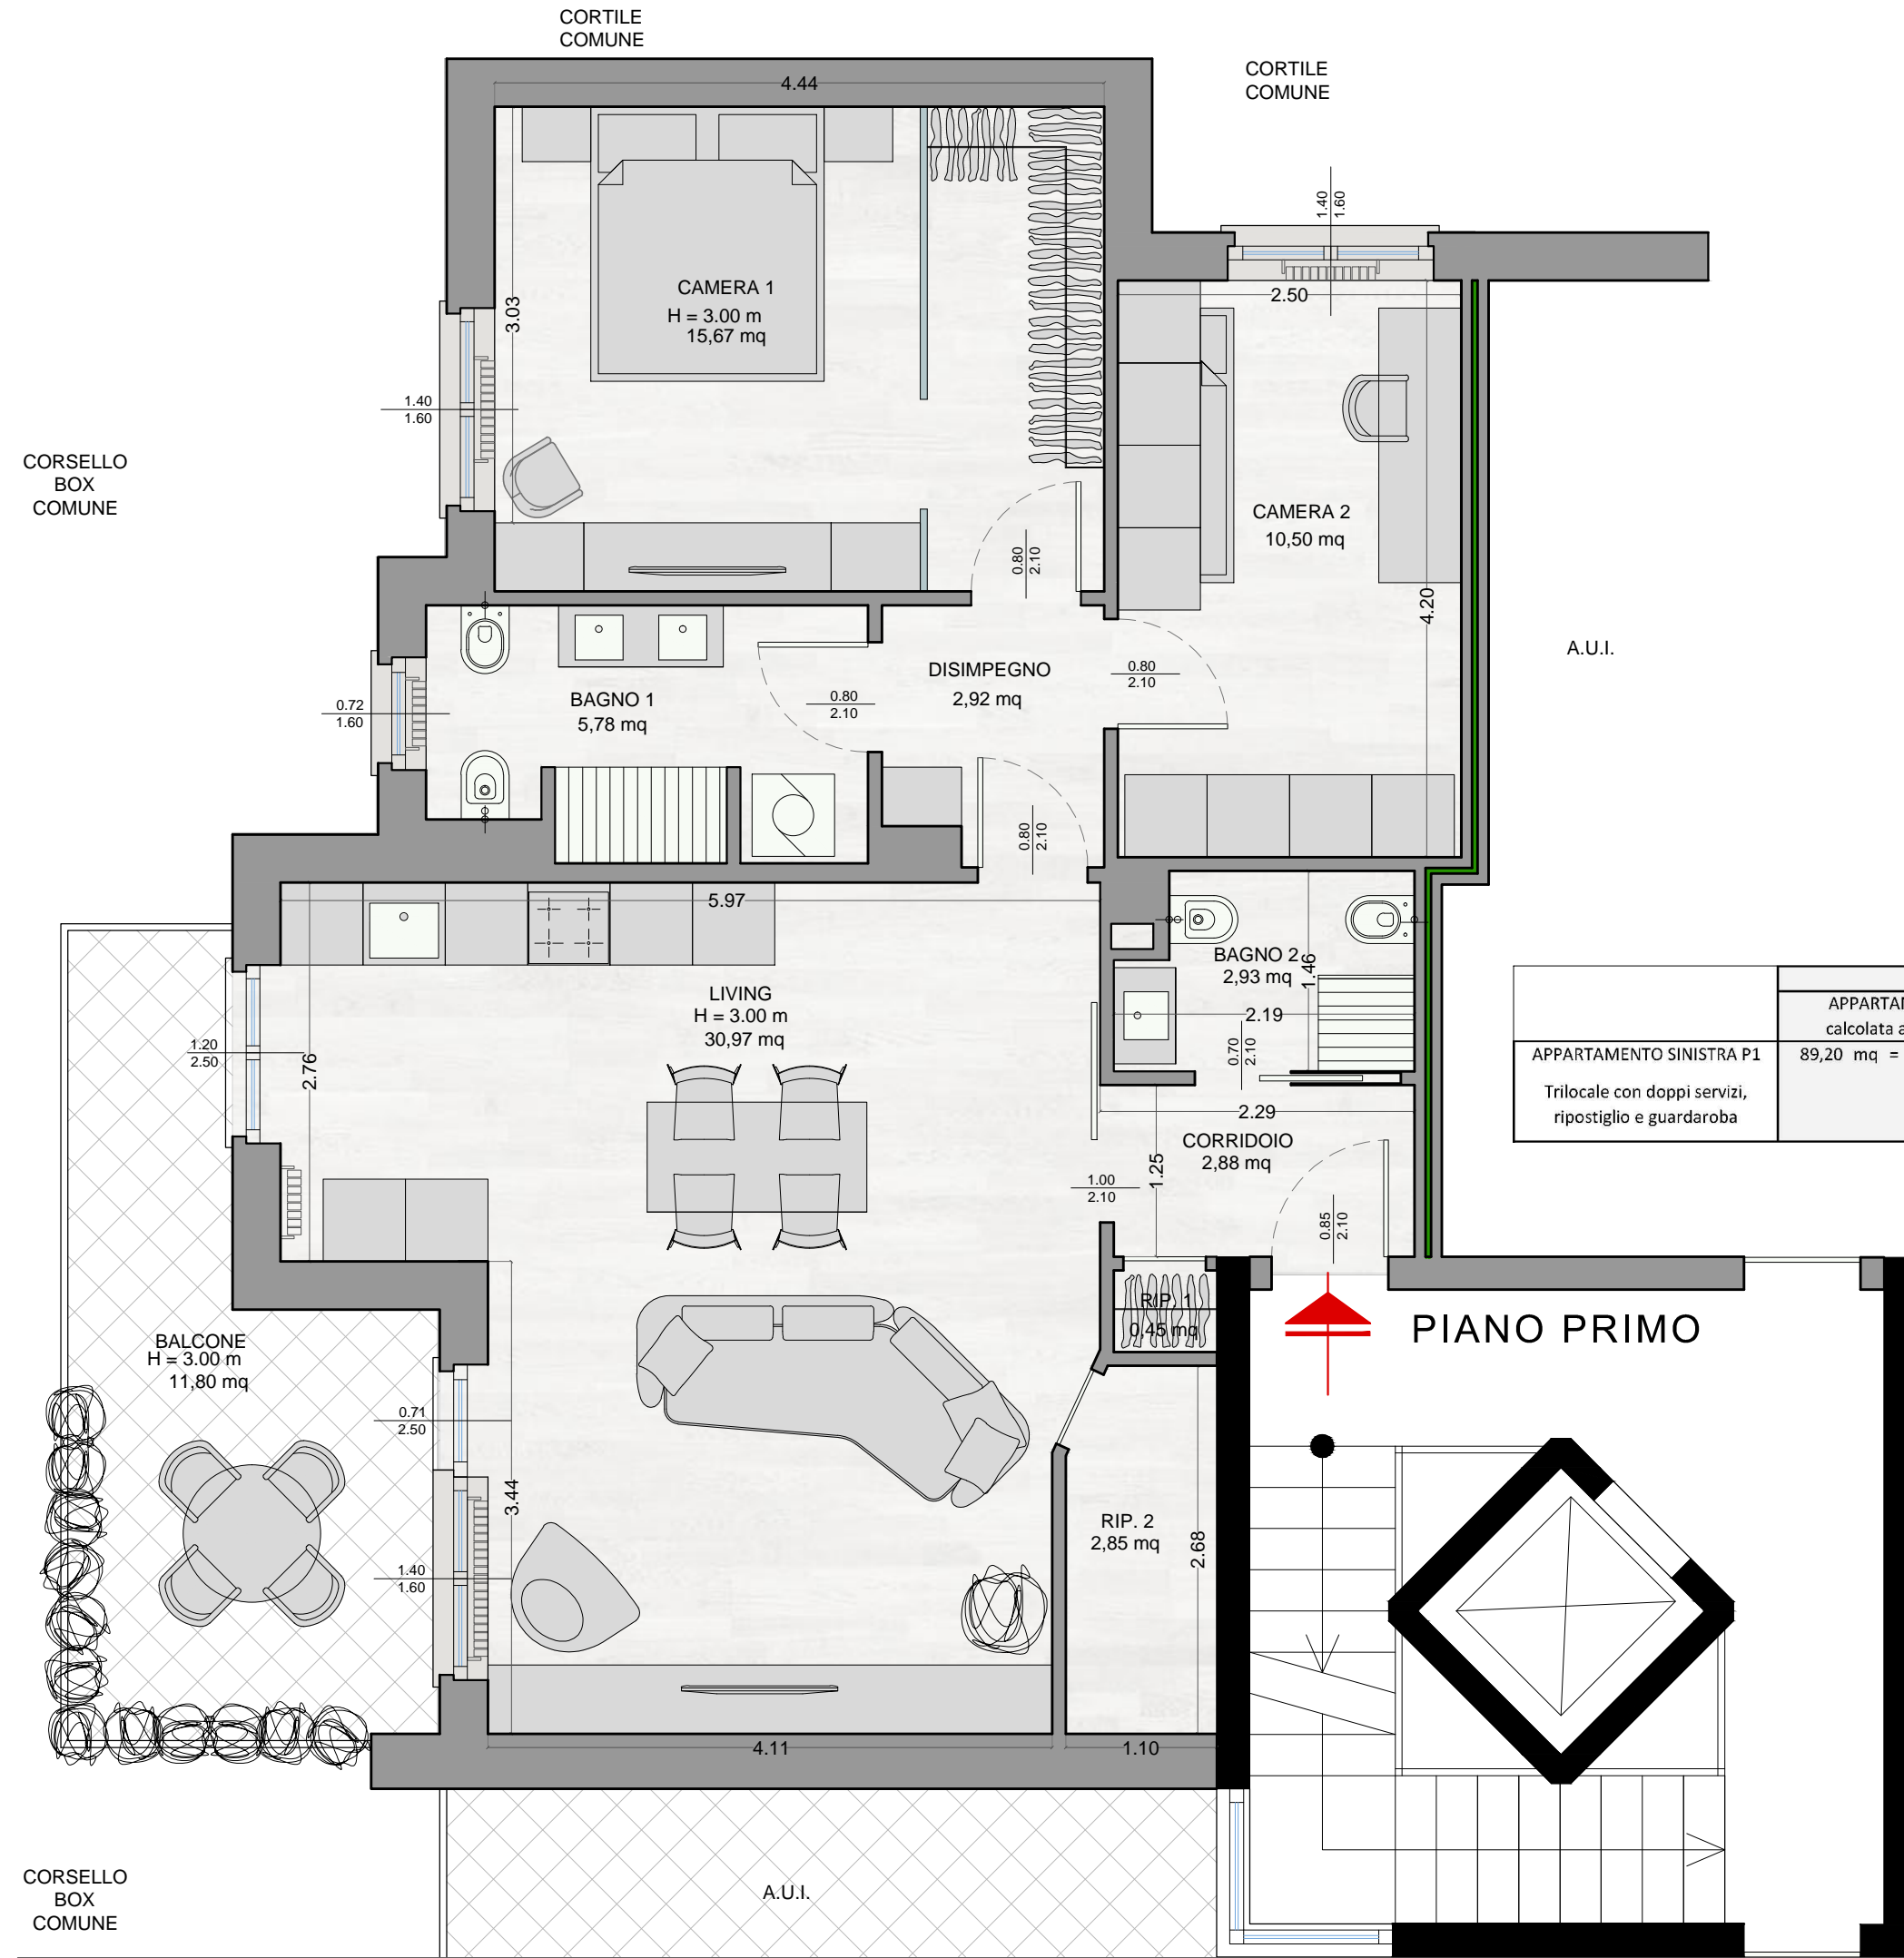 CORTILE
COMUNE
CORTILE
COMUNE
4.44
1.40
1.60
2.50
CAMERA 1
H = 3.00 m
15,67 mq
3.03
1.40
1.60
CORSELLO
BOX
COMUNE
CAMERA 2
10,50 mq
0.80
2.10
4.20
A.U.I.
DISIMPEGNO
2,92 mq
0.80
2.10
BAGNO 1
5,78 mq
0.80
2.10
0.72
1.60
0.80
2.10
5.97
BAGNO 2
2,93 mq
1.46
2.19
0.70
2.10
LIVING
H = 3.00 m
30,97 mq
1.20
2.50
2.76
APPARTAMENTO SINISTRA P1
Trilocale con doppi servizi,
ripostiglio e guardaroba
calcolata a
89,20 mq =
2.29
CORRIDOIO
2,88 mq
1.25
1.00
2.10
0.85
2.10
RIP. 1
0,45 mq
PIANO PRIMO
BALCONE
H = 3.00 m
11,80 mq
0.71
2.50
3.44
1.40
1.60
RIP. 2
2,85 mq
2.68
4.11
1.10
CORSELLO
BOX
COMUNE
A.U.I.